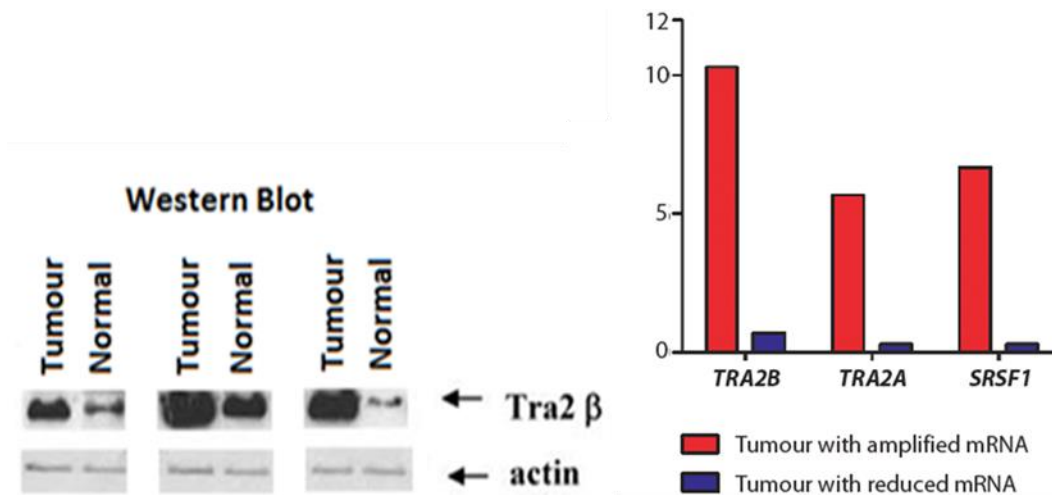 Western Blot
Tumour
Normal
Tumour
Normal
Tumour
Normal
Tra2 β
actin
12
10
5
0
TRA2B
TRA2A
SRSF1
Tumour with amplified mRNA
Tumour with reduced mRNA